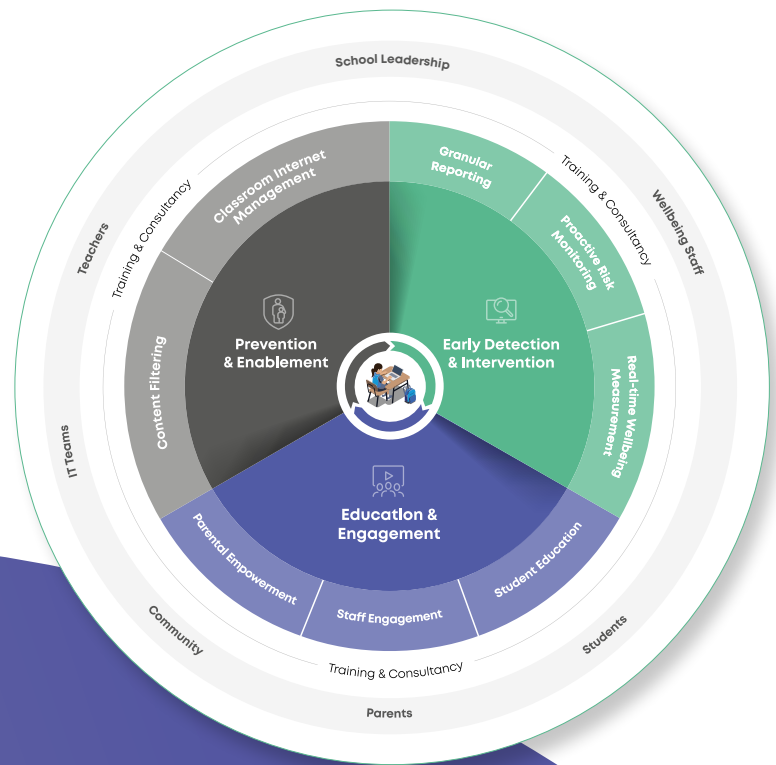 School Leadership
Teachers
Wellbeing Staff
IT Teams
Community
Students
Parents
Training & Consultancy
Training & Consultancy
Training & Consultancy
Classroom Internet
Management
Content Filtering
Granular
Reporting
Proactive Risk
Monitoring
Real-time Wellbeing
Measurement
Prevention
& Enablement
Early Detection
& Intervention
Education &
Engagement
Parental Empowerment
Staff Engagement
Student Education